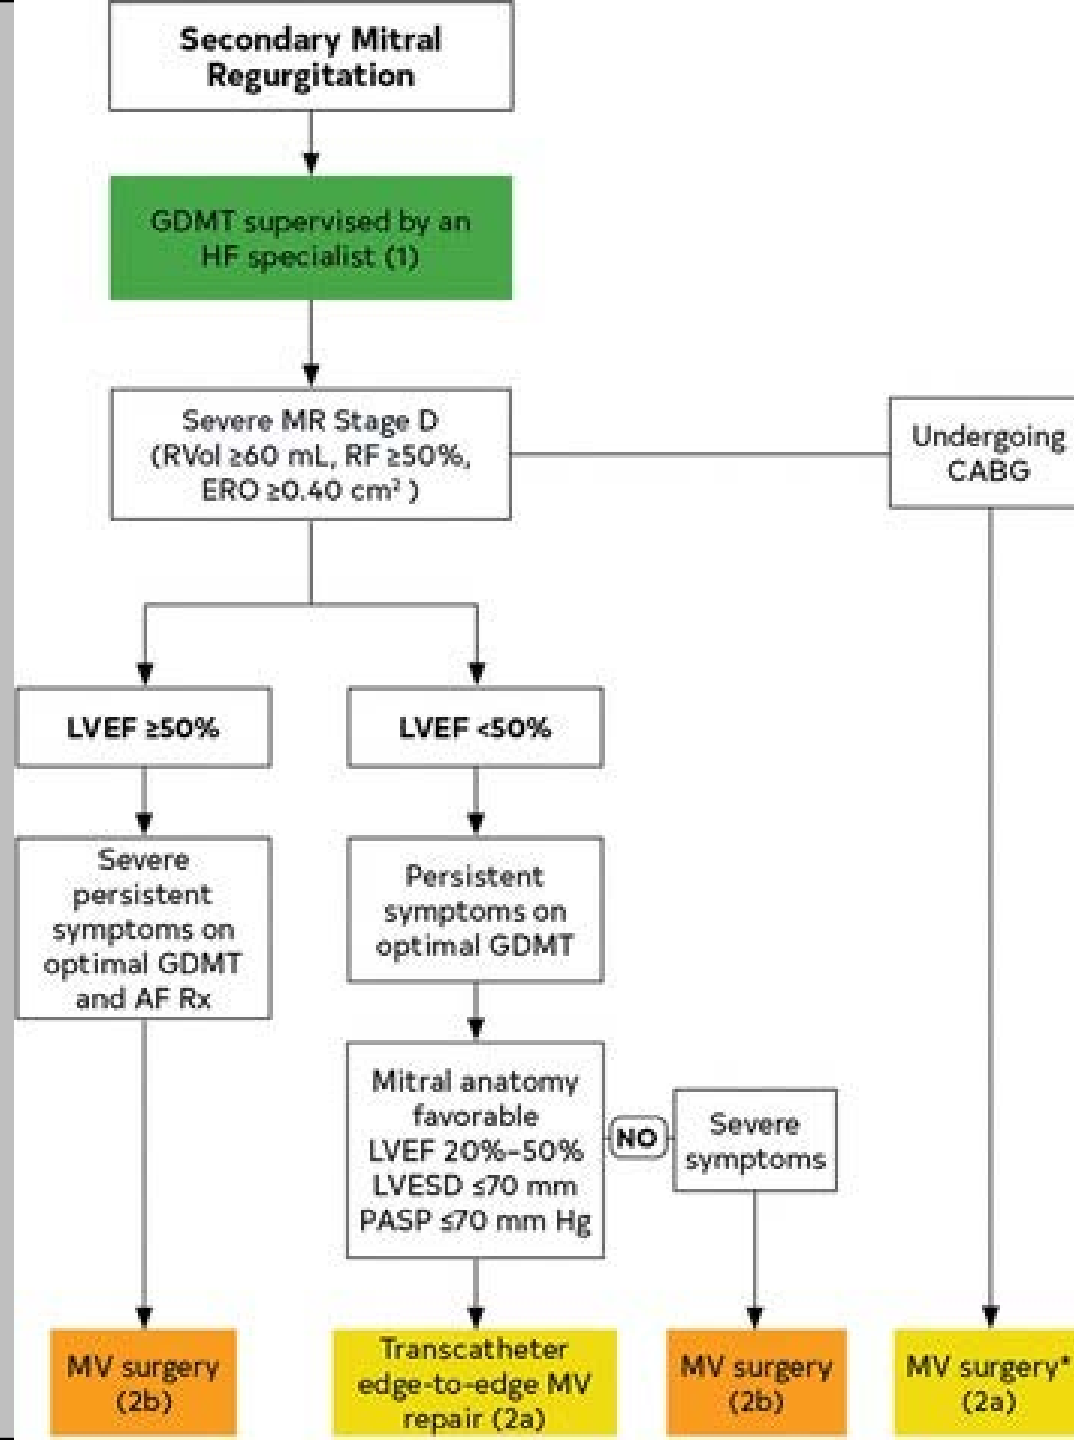 Secondary Mitral
Regurgitation
GDMT supervised by an
HF specialist (1)
Severe MR Stage D
(RVol ≥60 mL, RF ≥50%,
ERO ≥0.40 cm² )
Undergoing
CABG
LVEF ≥50%
LVEF <50%
Severe
persistent
symptoms on
optimal GDMT
and AF Rx
Persistent
symptoms on
optimal GDMT
Mitral anatomy
favorable
LVEF 20%–50%
LVESD ≤70 mm
PASP ≤70 mm Hg
NO
Severe
symptoms
MV surgery
(2b)
Transcatheter
edge-to-edge MV
repair (2a)
MV surgery
(2b)
MV surgery*
(2a)